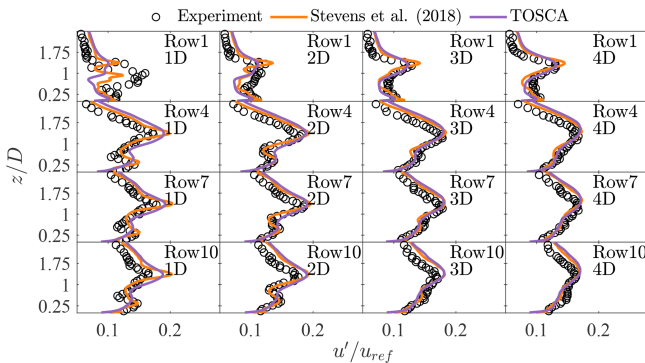 Experiment Stevens et al. (2018) TOSCA
1.75 Row1 Row1 Row1 Row1
1D 2D 3D 4D
1
0.25
Row4 Row4 Row4 Row4
1.75 1D 2D 3D 4D
1
0.25
Row7 Row7 Row7 Row7
1.75 1D 2D 3D 4D
1
0.25
Row10 Row10 Row10 Row10
1.75 1D 2D 3D 4D
1
0.25
0.1 0.2 0.1 0.2 0.1 0.2 0.1 0.2
z/D
u'/u_ref